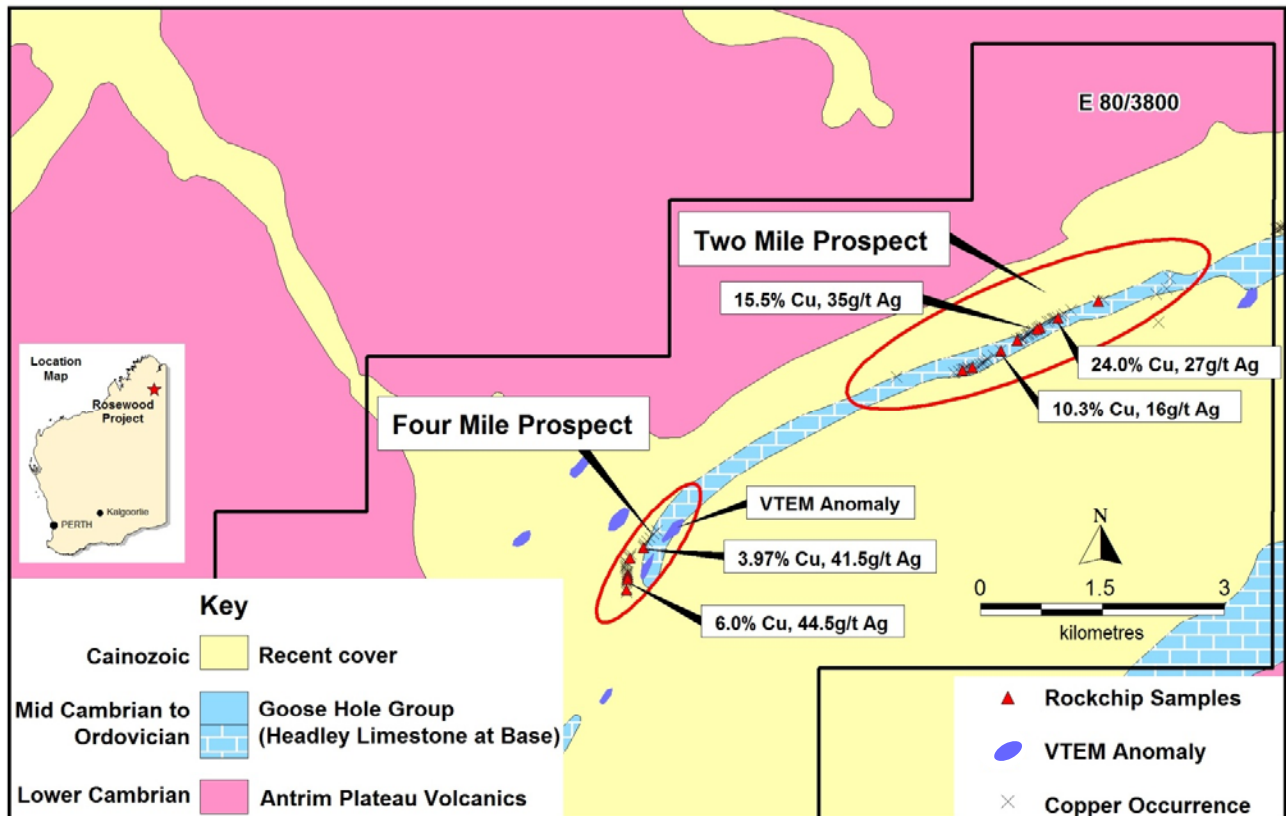 E 80/3800
Two Mile Prospect
15.5% Cu, 35g/t Ag
24.0% Cu, 27g/t Ag
10.3% Cu, 16g/t Ag
Location
Map
Rosewood
Project
Kalgoorlie
PERTH
Four Mile Prospect
VTEM Anomaly
3.97% Cu, 41.5g/t Ag
6.0% Cu, 44.5g/t Ag
N
0 1.5 3
kilometres
Key
Cainozoic Recent cover
Mid Cambrian to Goose Hole Group
Ordovician (Headley Limestone at Base)
Lower Cambrian Antrim Plateau Volcanics
Rockchip Samples
VTEM Anomaly
Copper Occurrence